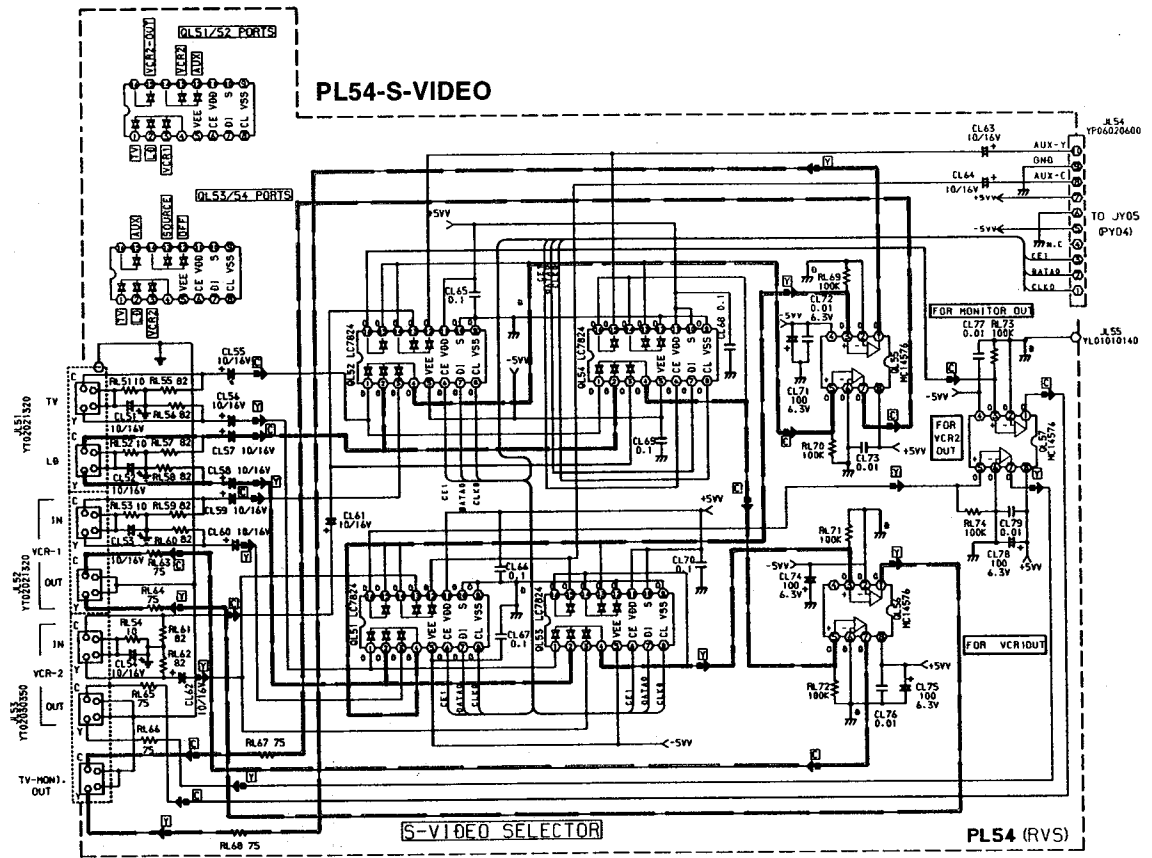 QL51/52 PORTS
VCR2-OUT
VCR2
AUX
VEE
CE VDD
DI S
CL VSS
TV
LD
VCR1
PL54-S-VIDEO
QL53/54 PORTS
AUX
SOURCE
OFF
VEE
CE VDD
DI S
CL VSS
TV
LD
VCR2
JL54
YP06020600
CL63
10/16V
AUX-Y
GND
CL64
10/16V
AUX-C
+5VV
TO JY05
(PY04)
-5VV
N.C
CE1
DATAO
CLKO
FOR MONITOR OUT
JL55
YL01010140
+5VV
CL65
0.1
QL52 LC7824
VEE
CE VDD
DI S
CL VSS
-5VV
QL54 LC7824
VEE
CE VDD
DI S
CL VSS
CL68 0.1
CL69
0.1
RL69
100K
CL72
0.01
6.3V
-5VV
CL71
100
6.3V
QL55
MC14576
RL70
100K
CL73
0.01
+5VV
CL77 RL73
0.01 100K
-5VV
FOR
VCR2
OUT
QL57
MC14576
RL74
100K
CL79
0.01
CL78
100
6.3V
+5VV
JL51
YT02021320
TV
C
Y
RL51 10 RL55 82
CL51
10/16V
RL56 82
CL55
10/16V
CL56
10/16V
LD
C
Y
RL52 10 RL57 82
CL52
10/16V
RL58 82
CL57 10/16V
CL58 10/16V
CL59 10/16V
JL52
YT02021320
IN
VCR-1
OUT
RL53 10 RL59 82
CL53
10/16V
RL60 82
CL60 10/16V
RL63
75
RL64
75
CL61
10/16V
JL53
YT02030350
IN
VCR-2
OUT
RL54
10
CL54
10/16V
RL61
82
RL62
82
CL62
10/16V
RL65
75
RL66
75
RL67 75
TV-MONI.
OUT
RL68 75
CE1
DATAO
CLKO
QL51 LC7824
VEE
CE VDD
DI S
CL VSS
CL66
0.1
CL67
0.1
QL53 LC7824
VEE
CE VDD
DI S
CL VSS
+5VV
CL70
0.1
CE1
DATAO
CLKO
-5VV
RL71
100K
-5VV
CL74
100
6.3V
MC14576
RL72
100K
CL76
0.01
+5VV
CL75
100
6.3V
FOR VCR1OUT
S-VIDEO SELECTOR
PL54 (RVS)